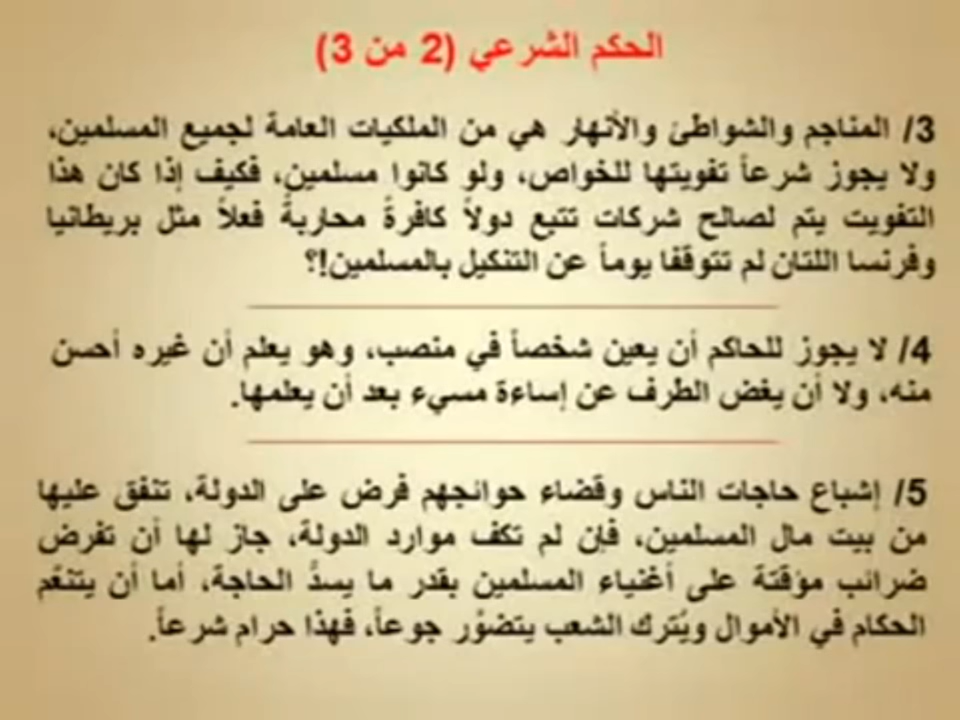 الحكم الشرعي (2 من 3)
3/ المناجم والشواطئ والأنهار هي من الملكيات العامة لجميع المسلمين،
ولا يجوز شرعاً تفويتها للخواص، ولو كانوا مسلمين، فكيف إذا كان هذا
التفويت يتم لصالح شركات تتبع دولاً كافرةً محاربةً فعلاً مثل بريطانيا
وفرنسا اللتان لم تتوقفا يوماً عن التنكيل بالمسلمين!؟
4/ لا يجوز للحاكم أن يعين شخصاً في منصب، وهو يعلم أن غيره أحسن
منه، ولا أن يغض الطرف عن إساءة مسيء بعد أن يعلمها.
5/ إشباع حاجات الناس وقضاء حوائجهم فرض على الدولة، تنفق عليها
من بيت مال المسلمين، فإن لم تكف موارد الدولة، جاز لها أن تفرض
ضرائب مؤقتة على أغنياء المسلمين بقدر ما يسدُّ الحاجة، أما أن يتنعّم
الحكام في الأموال ويُترك الشعب يتضوّر جوعاً، فهذا حرام شرعاً.